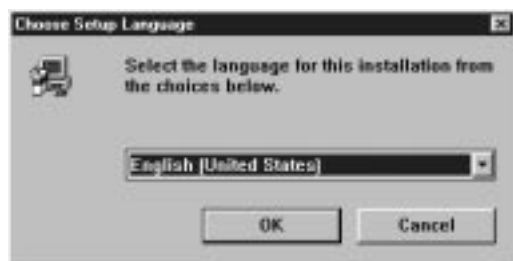 Choose Setup Language
Select the language for this installation from
the choices below.
English (United States)
OK
Cancel